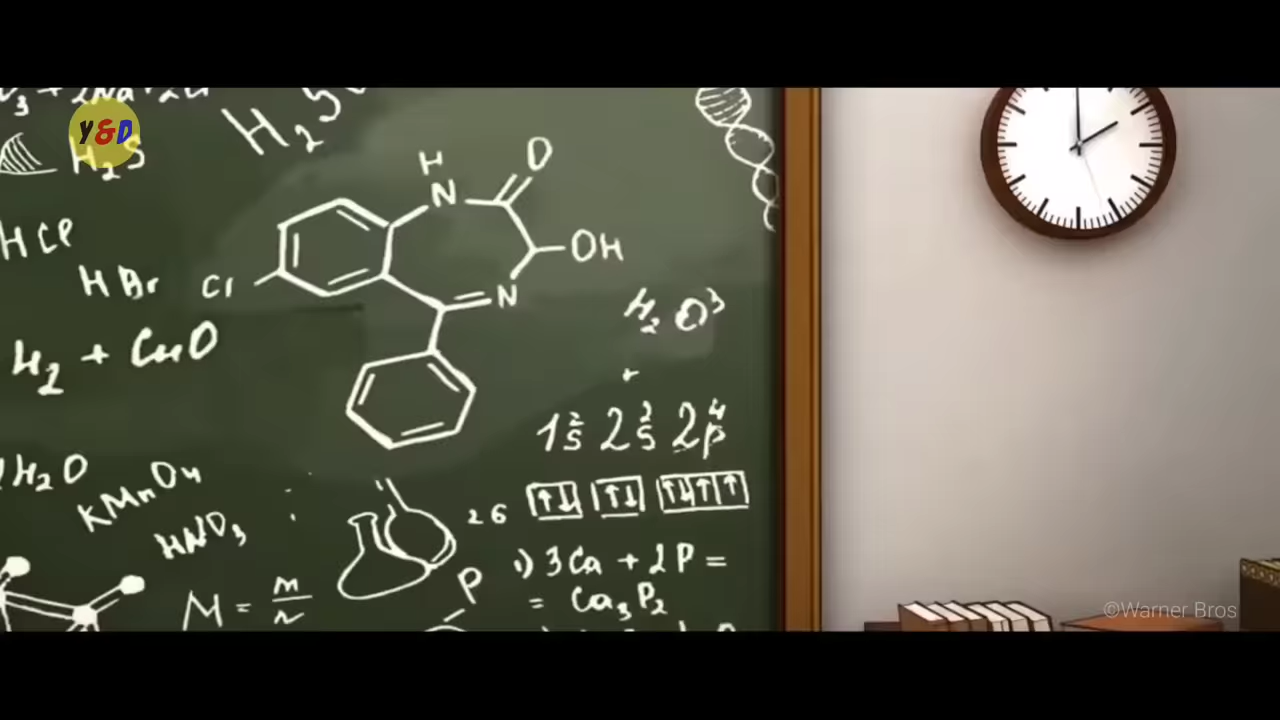 Y&D
H₂S
H₂S
HCl
HBr
Cl
H
N
O
OH
N
H₂ + CuO
H₂O³
+
1s² 2s² 2p⁴
H₂O
KMnO₄
HNO₃
26
↑↓ ↑↓ ↑↓ ↑ ↑
1) 3Ca + 2P =
= Ca₃P₂
P
M = m/n
©Warner Bros